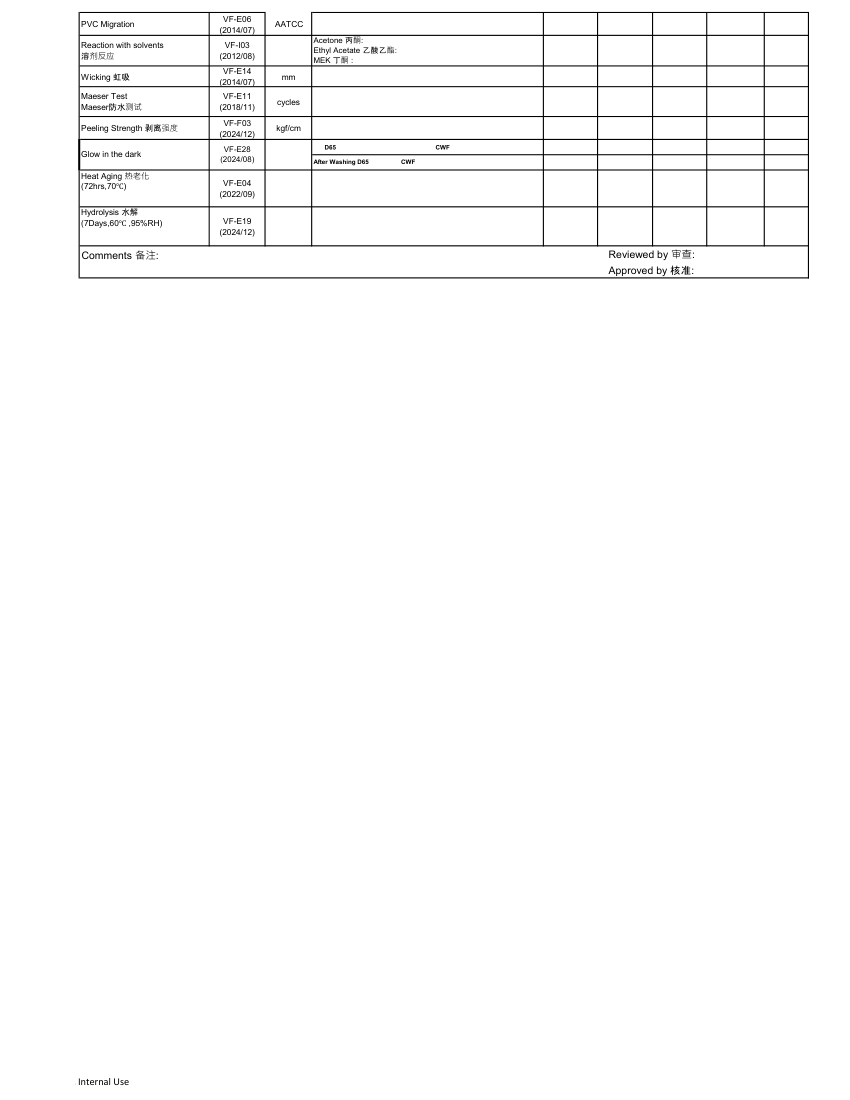 PVC Migration VF-E06 (2014/07) AATCC
Reaction with solvents
溶剂反应
VF-I03
(2012/08)
Acetone 丙酮:
Ethyl Acetate 乙酸乙酯:
MEK 丁酮 :
Wicking 虹吸
VF-E14
(2014/07)
mm
Maeser Test
Maeser防水测试
VF-E11
(2018/11)
cycles
Peeling Strength 剥离强度
VF-F03
(2024/12)
kgf/cm
Glow in the dark
VF-E28
(2024/08)
D65 CWF
After Washing D65 CWF
Heat Aging 热老化
(72hrs,70℃)
VF-E04
(2022/09)
Hydrolysis 水解
(7Days,60℃ ,95%RH)
VF-E19
(2024/12)
Comments 备注:
Reviewed by 审查:
Approved by 核准:
Internal Use